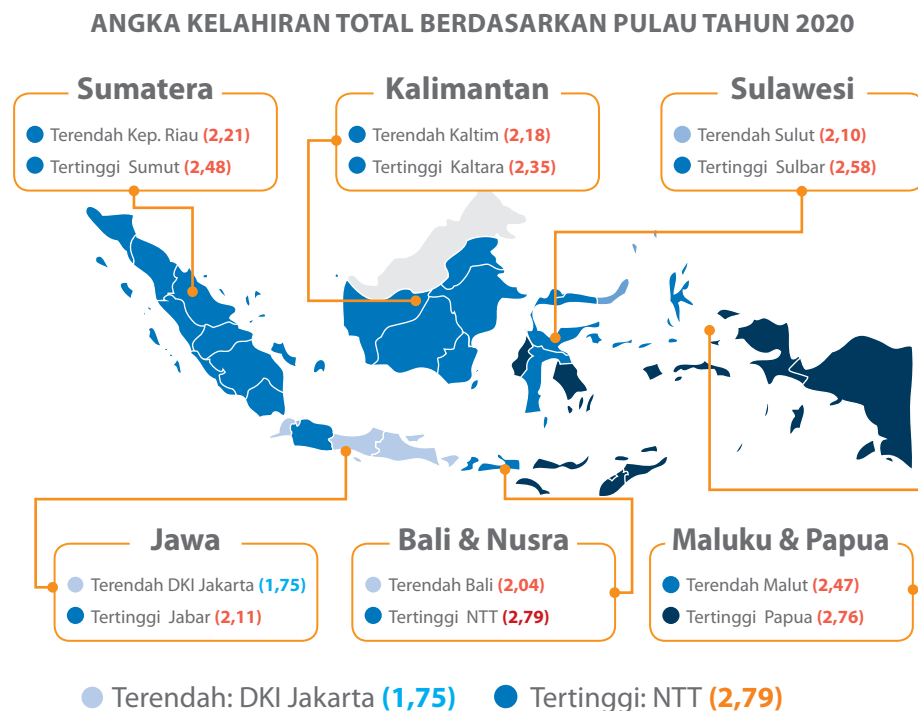 ANGKA KELAHIRAN TOTAL BERDASARKAN PULAU TAHUN 2020
Sumatera
Terendah Kep. Riau (2,21)
Tertinggi Sumut (2,48)
Kalimantan
Terendah Kaltim (2,18)
Tertinggi Kaltara (2,35)
Sulawesi
Terendah Sulut (2,10)
Tertinggi Sulbar (2,58)
Jawa
Terendah DKI Jakarta (1,75)
Tertinggi Jabar (2,11)
Bali & Nusra
Terendah Bali (2,04)
Tertinggi NTT (2,79)
Maluku & Papua
Terendah Malut (2,47)
Tertinggi Papua (2,76)
Terendah: DKI Jakarta (1,75)
Tertinggi: NTT (2,79)